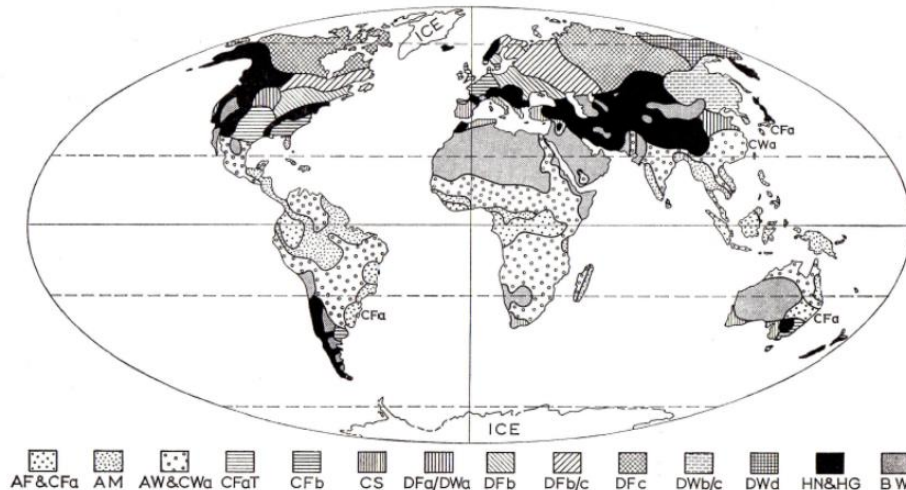 ICE
CFa
CWa
CFa
CFa
ICE
AF&CFa AM AW&CWa CFaT CFb CS DFa/DWa DFb DFb/c DFc DWb/c DWd HN&HG BW